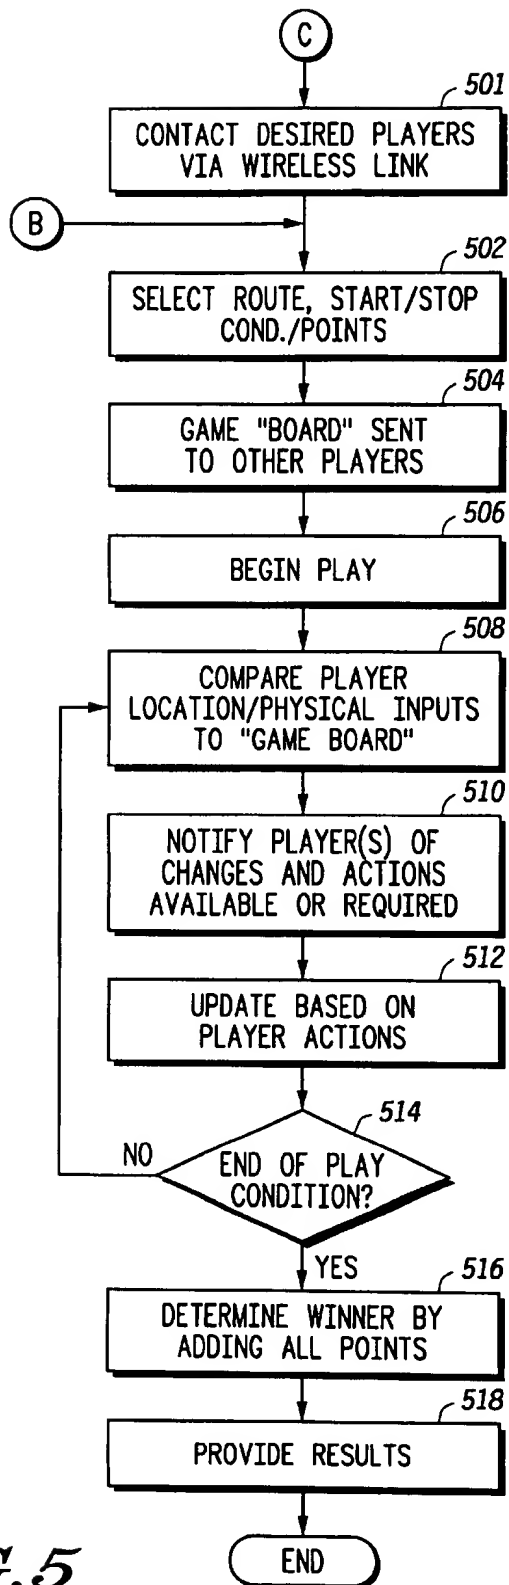 C
501
CONTACT DESIRED PLAYERS
VIA WIRELESS LINK
B
502
SELECT ROUTE, START/STOP
COND./POINTS
504
GAME "BOARD" SENT
TO OTHER PLAYERS
506
BEGIN PLAY
508
COMPARE PLAYER
LOCATION/PHYSICAL INPUTS
TO "GAME BOARD"
510
NOTIFY PLAYER(S) OF
CHANGES AND ACTIONS
AVAILABLE OR REQUIRED
512
UPDATE BASED ON
PLAYER ACTIONS
514
NO
END OF PLAY
CONDITION?
YES
516
DETERMINE WINNER BY
ADDING ALL POINTS
518
PROVIDE RESULTS
END
G.5